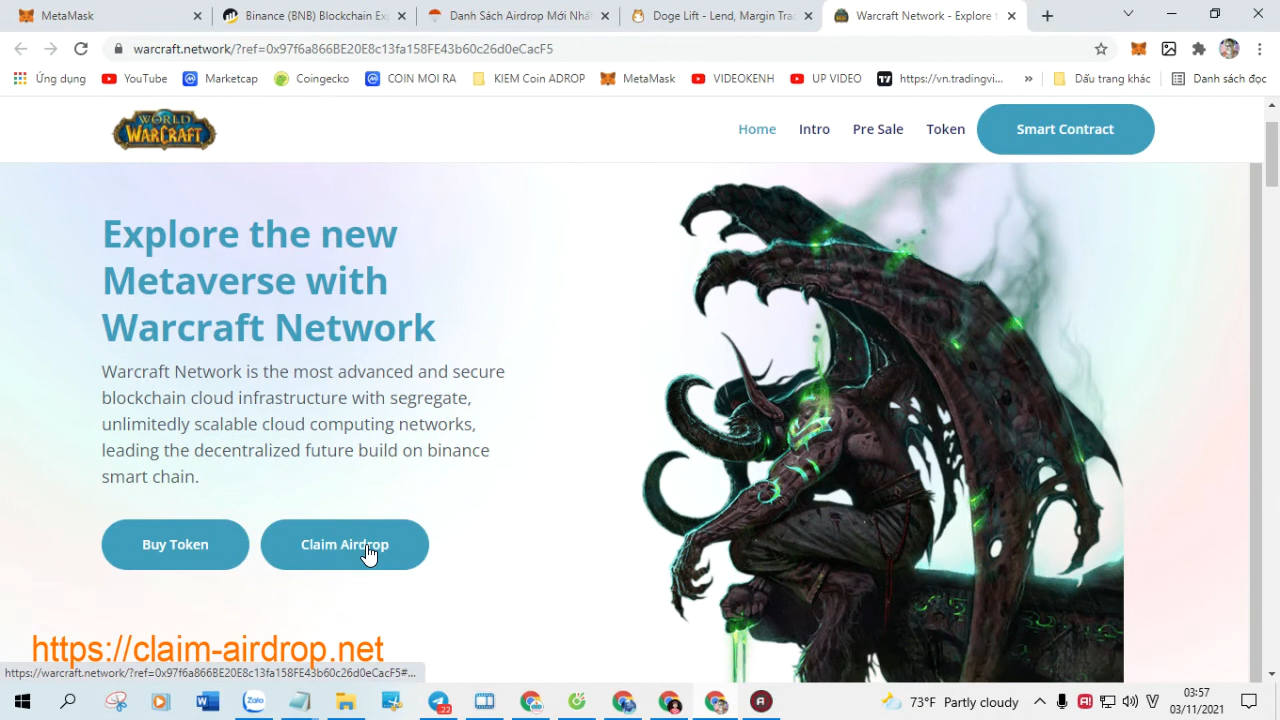 MetaMask
Binance (BNB) Blockchain Exp
Danh Sách Airdrop Mới Nhất
Doge Lift - Lend, Margin Trac
Warcraft Network - Explore t
warcraft.network/?ref=0x97f6a866BE20E8c13fa158FE43b60c26d0eCacF5
Ứng dụng
YouTube
Marketcap
Coingecko
COIN MOI RA
KIEM Coin ADROP
MetaMask
VIDEOKENH
UP VIDEO
https://vn.tradingvi...
»
Dấu trang khác
Danh sách đọc
WORLD
WARCRAFT
Home
Intro
Pre Sale
Token
Smart Contract
Explore the new
Metaverse with
Warcraft Network
Warcraft Network is the most advanced and secure
blockchain cloud infrastructure with segregate,
unlimitedly scalable cloud computing networks,
leading the decentralized future build on binance
smart chain.
Buy Token
Claim Airdrop
https://claim-airdrop.net
https://warcraft.network/?ref=0x97f6a866BE20E8c13fa158FE43b60c26d0eCacF5#...
Zalo
22
73°F Partly cloudy
03:57
03/11/2021